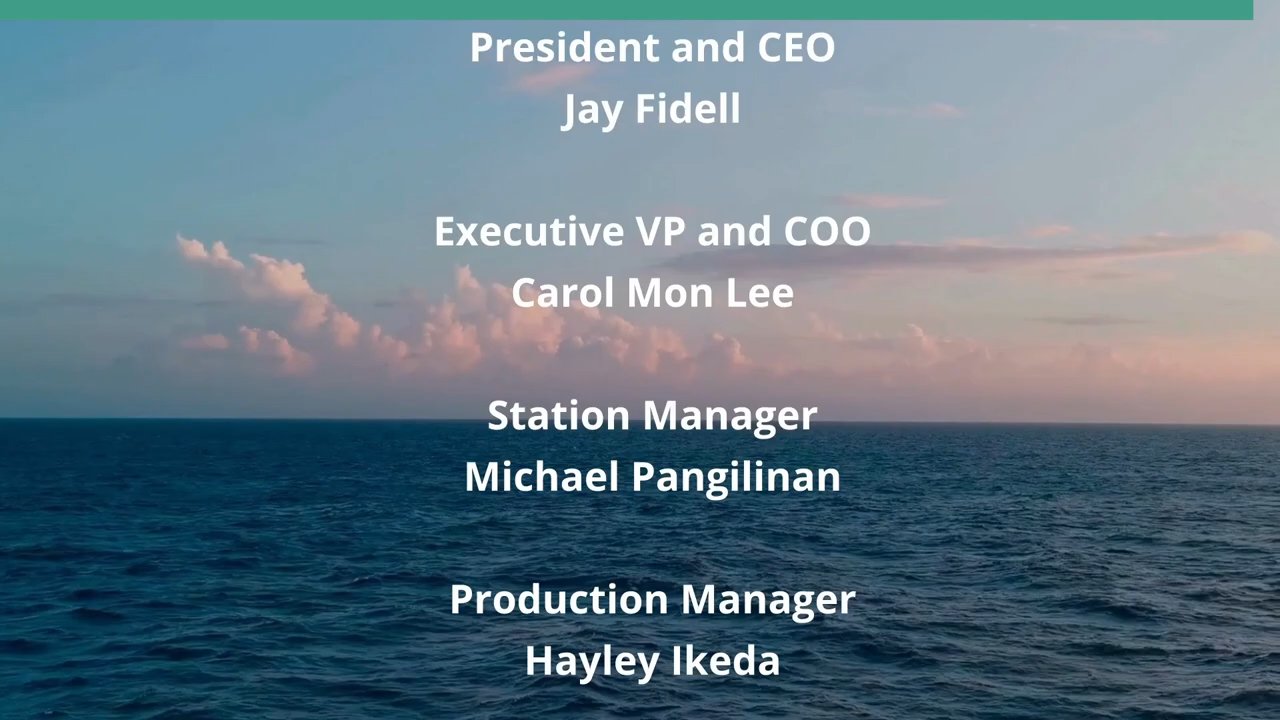 President and CEO
Jay Fidell
Executive VP and COO
Carol Mon Lee
Station Manager
Michael Pangilinan
Production Manager
Hayley Ikeda